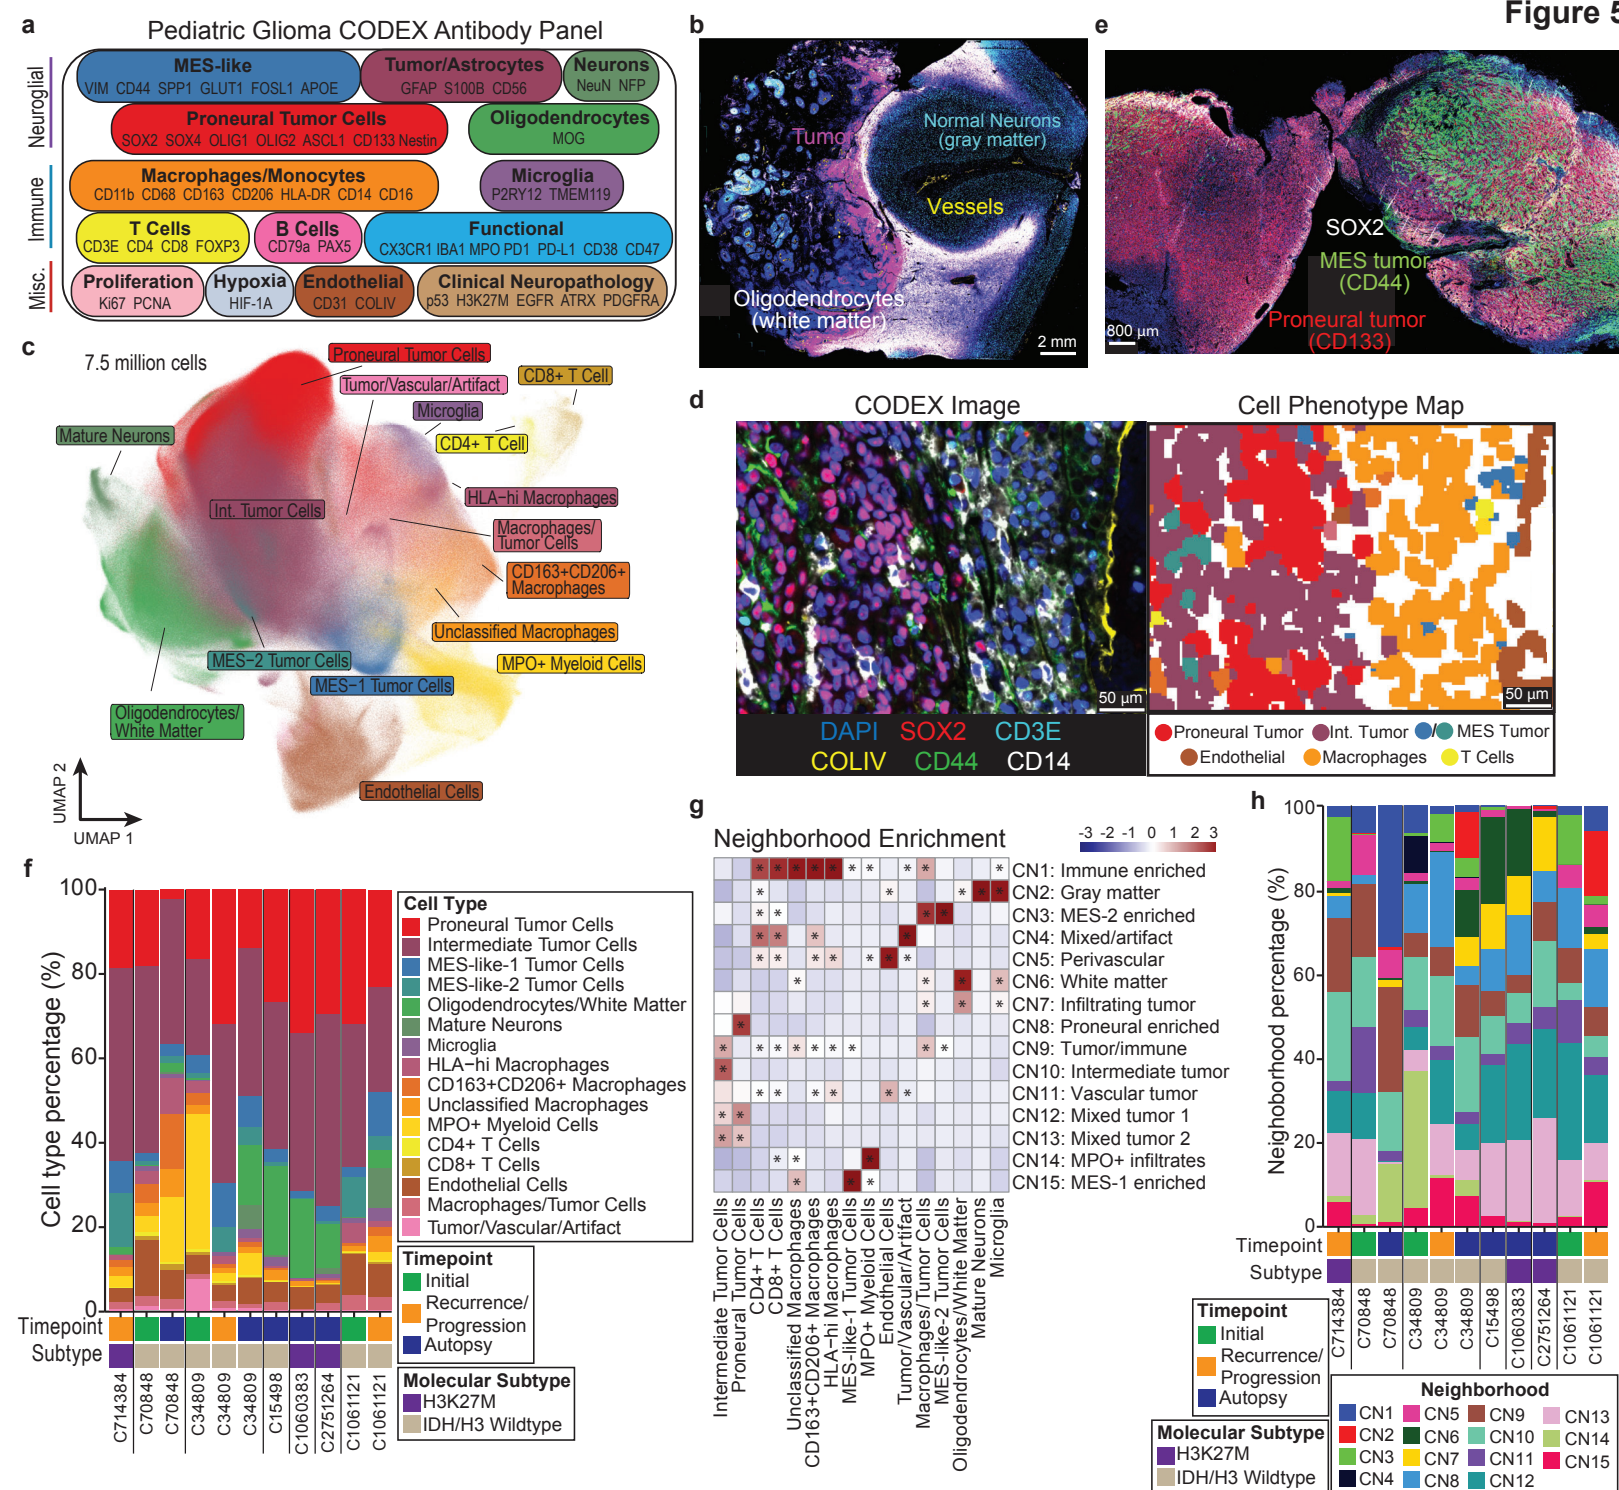 Figure 5
a
Pediatric Glioma CODEX Antibody Panel
Neuroglial
MES-like
VIM CD44 SPP1 GLUT1 FOSL1 APOE
Tumor/Astrocytes
GFAP S100B CD56
Neurons
NeuN NFP
Proneural Tumor Cells
SOX2 SOX4 OLIG1 OLIG2 ASCL1 CD133 Nestin
Oligodendrocytes
MOG
Immune
Macrophages/Monocytes
CD11b CD68 CD163 CD206 HLA-DR CD14 CD16
Microglia
P2RY12 TMEM119
T Cells
CD3E CD4 CD8 FOXP3
B Cells
CD79a PAX5
Functional
CX3CR1 IBA1 MPO PD1 PD-L1 CD38 CD47
Misc.
Proliferation
Ki67 PCNA
Hypoxia
HIF-1A
Endothelial
CD31 COLIV
Clinical Neuropathology
p53 H3K27M EGFR ATRX PDGFRA
b
Tumor
Normal Neurons
(gray matter)
Vessels
Oligodendrocytes
(white matter)
2 mm
e
SOX2
MES tumor
(CD44)
Proneural tumor
(CD133)
800 µm
c
7.5 million cells
Proneural Tumor Cells
Tumor/Vascular/Artifact
CD8+ T Cell
Microglia
Mature Neurons
CD4+ T Cell
HLA−hi Macrophages
Int. Tumor Cells
Macrophages/
Tumor Cells
CD163+CD206+
Macrophages
Unclassified Macrophages
MES−2 Tumor Cells
MPO+ Myeloid Cells
MES−1 Tumor Cells
Oligodendrocytes/
White Matter
Endothelial Cells
UMAP 2
UMAP 1
d
CODEX Image
Cell Phenotype Map
50 µm
50 µm
DAPI SOX2 CD3E
COLIV CD44 CD14
Proneural Tumor Int. Tumor / MES Tumor
Endothelial Macrophages T Cells
f
Cell type percentage (%)
100
80
60
40
20
0
Timepoint
Subtype
C714384
C70848
C70848
C34809
C34809
C34809
C15498
C1060383
C2751264
C1061121
C1061121
Cell Type
Proneural Tumor Cells
Intermediate Tumor Cells
MES-like-1 Tumor Cells
MES-like-2 Tumor Cells
Oligodendrocytes/White Matter
Mature Neurons
Microglia
HLA−hi Macrophages
CD163+CD206+ Macrophages
Unclassified Macrophages
MPO+ Myeloid Cells
CD4+ T Cells
CD8+ T Cells
Endothelial Cells
Macrophages/Tumor Cells
Tumor/Vascular/Artifact
Timepoint
Initial
Recurrence/
Progression
Autopsy
Molecular Subtype
H3K27M
IDH/H3 Wildtype
g
Neighborhood Enrichment
-3 -2 -1 0 1 2 3
CN1: Immune enriched
CN2: Gray matter
CN3: MES-2 enriched
CN4: Mixed/artifact
CN5: Perivascular
CN6: White matter
CN7: Infiltrating tumor
CN8: Proneural enriched
CN9: Tumor/immune
CN10: Intermediate tumor
CN11: Vascular tumor
CN12: Mixed tumor 1
CN13: Mixed tumor 2
CN14: MPO+ infiltrates
CN15: MES-1 enriched
Intermediate Tumor Cells
Proneural Tumor Cells
CD4+ T Cells
CD8+ T Cells
Unclassified Macrophages
CD163+CD206+ Macrophages
HLA−hi Macrophages
MES−like−1 Tumor Cells
MPO+ Myeloid Cells
Endothelial Cells
Tumor/Vascular/Artifact
Macrophages/Tumor Cells
MES−like−2 Tumor Cells
Oligodendrocytes/White Matter
Mature Neurons
Microglia
h
Neighoborhood percentage (%)
100
80
60
40
20
0
Timepoint
Subtype
C714384
C70848
C70848
C34809
C34809
C34809
C15498
C1060383
C2751264
C1061121
C1061121
Timepoint
Initial
Recurrence/
Progression
Autopsy
Molecular Subtype
H3K27M
IDH/H3 Wildtype
Neighborhood
CN1 CN5 CN9 CN13
CN2 CN6 CN10 CN14
CN3 CN7 CN11 CN15
CN4 CN8 CN12